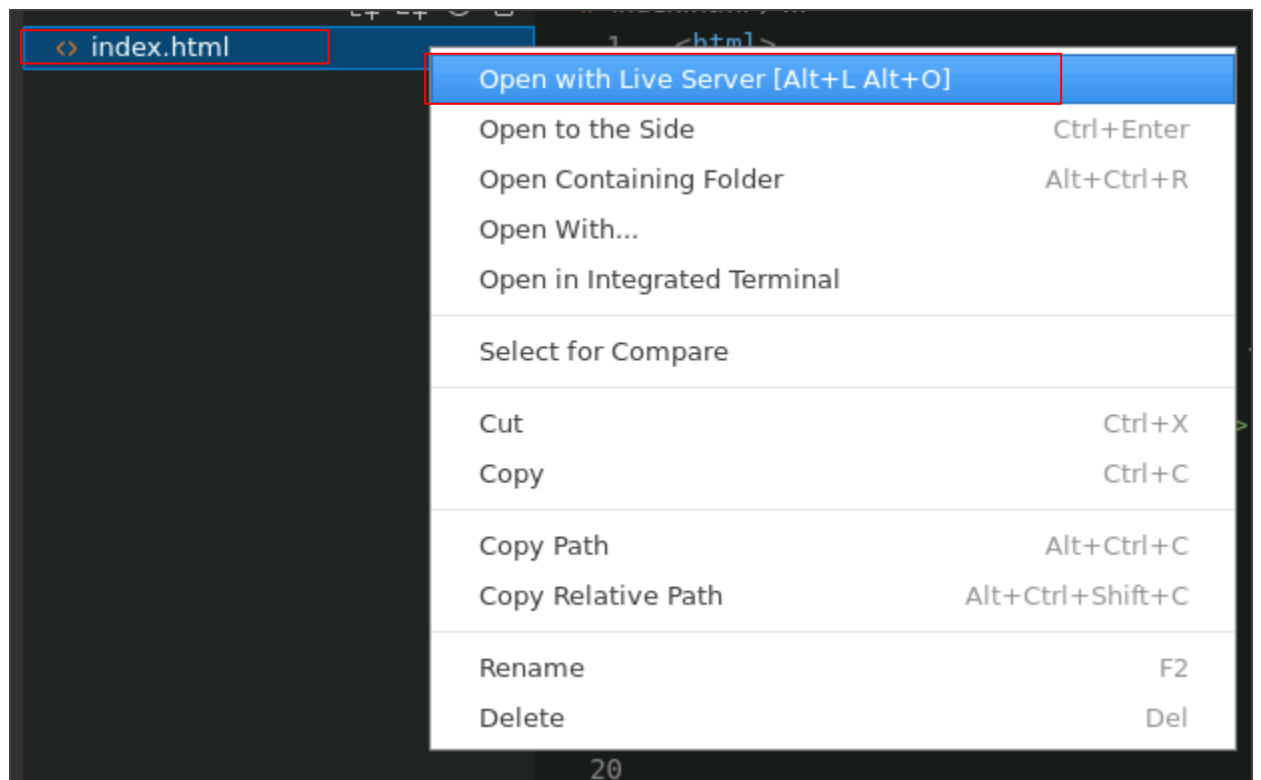 index.html
1 <html>
Open with Live Server [Alt+L Alt+O]
Open to the Side Ctrl+Enter
Open Containing Folder Alt+Ctrl+R
Open With...
Open in Integrated Terminal
Select for Compare
Cut Ctrl+X
Copy Ctrl+C
Copy Path Alt+Ctrl+C
Copy Relative Path Alt+Ctrl+Shift+C
Rename F2
Delete Del
20